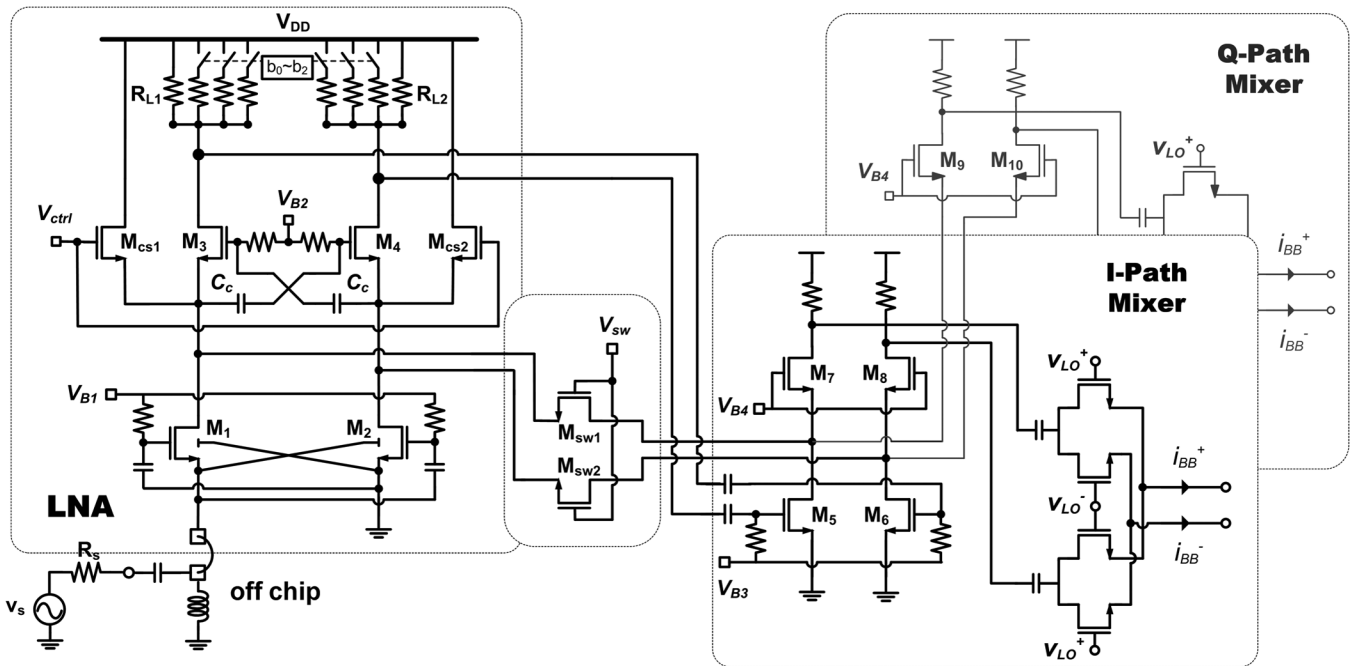 V_DD
b₀~b₂
R_L1
R_L2
V_ctrl
V_B2
M_cs1
M₃
M₄
M_cs2
C_c
C_c
V_sw
V_B1
M₁
M₂
M_sw1
M_sw2
LNA
R_s
v_s
off chip
Q-Path
Mixer
M₉
M₁₀
V_B4
v_LO⁺
i_BB⁺
i_BB⁻
I-Path
Mixer
M₇
M₈
V_B4
M₅
M₆
V_B3
v_LO⁺
v_LO⁻
v_LO⁺
i_BB⁺
i_BB⁻